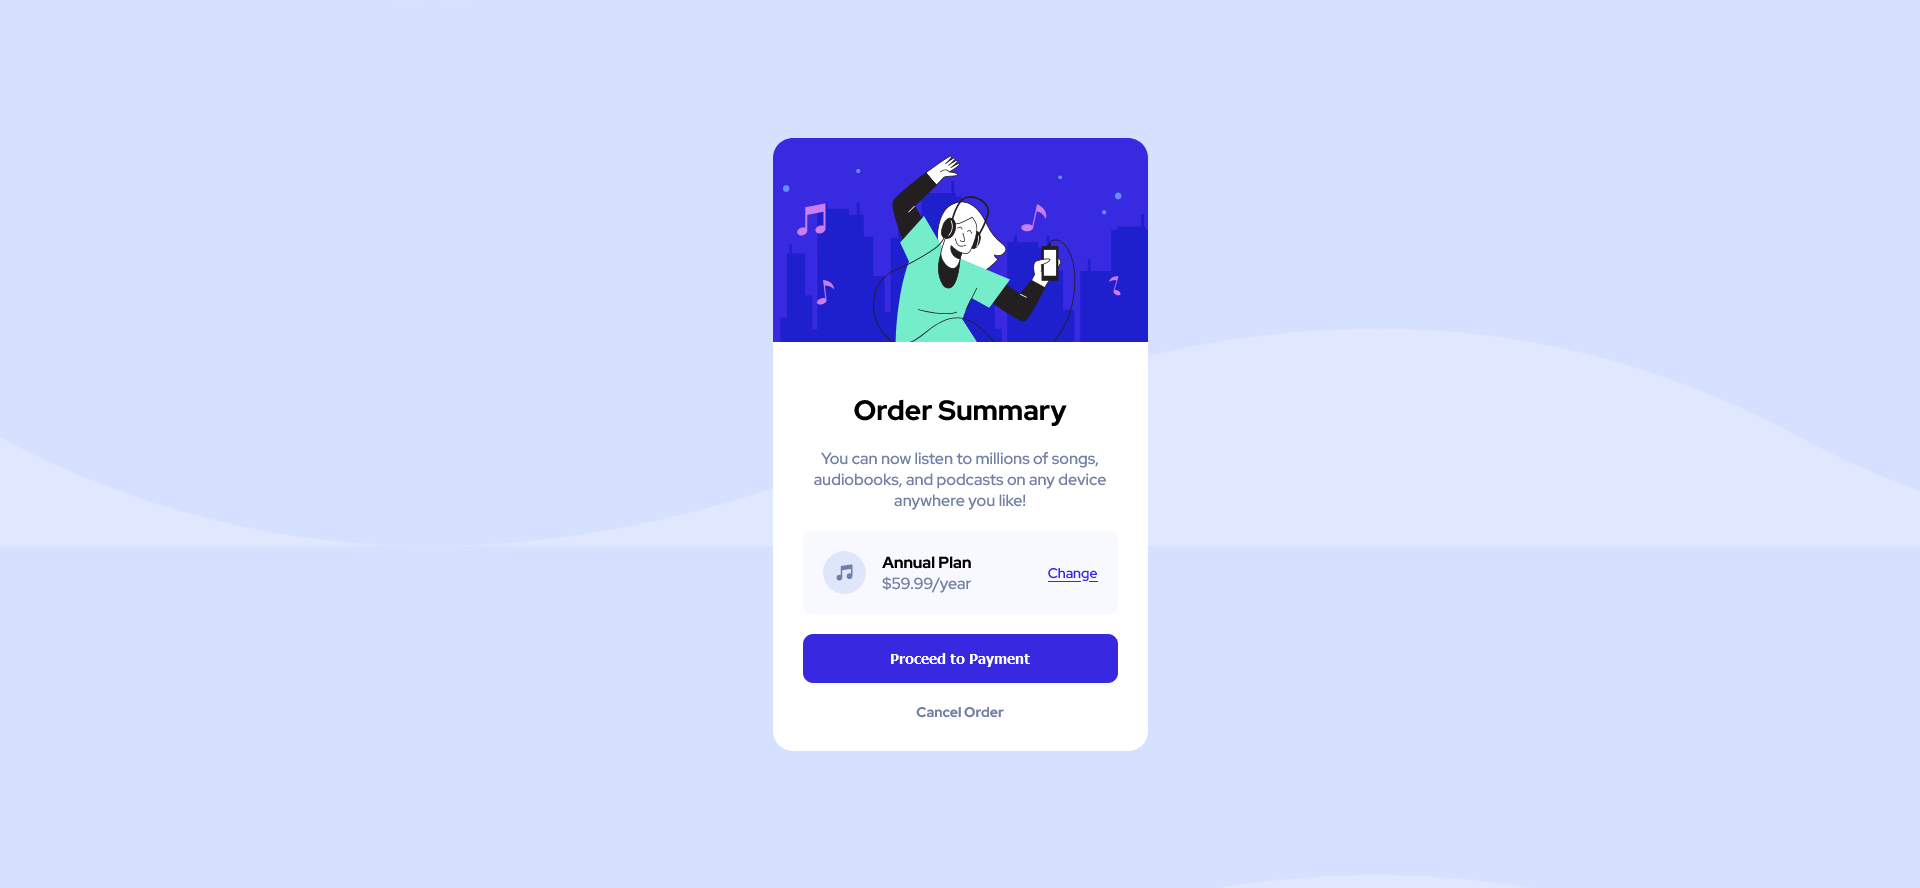 Order Summary
You can now listen to millions of songs,
audiobooks, and podcasts on any device
anywhere you like!
Annual Plan
$59.99/year
Change
Proceed to Payment
Cancel Order